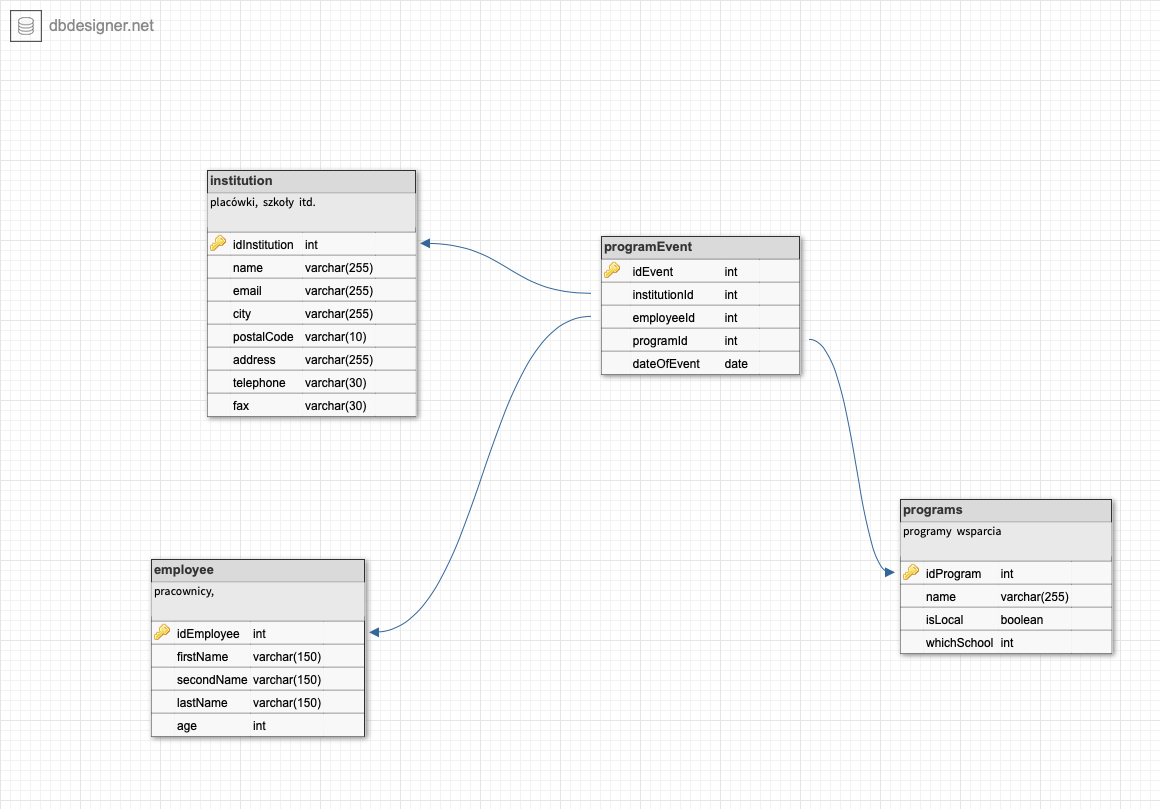 dbdesigner.net
institution
placówki, szkoły itd.
idInstitution int
name varchar(255)
email varchar(255)
city varchar(255)
postalCode varchar(10)
address varchar(255)
telephone varchar(30)
fax varchar(30)
programEvent
idEvent int
institutionId int
employeeId int
programId int
dateOfEvent date
programs
programy wsparcia
idProgram int
name varchar(255)
isLocal boolean
whichSchool int
employee
pracownicy,
idEmployee int
firstName varchar(150)
secondName varchar(150)
lastName varchar(150)
age int